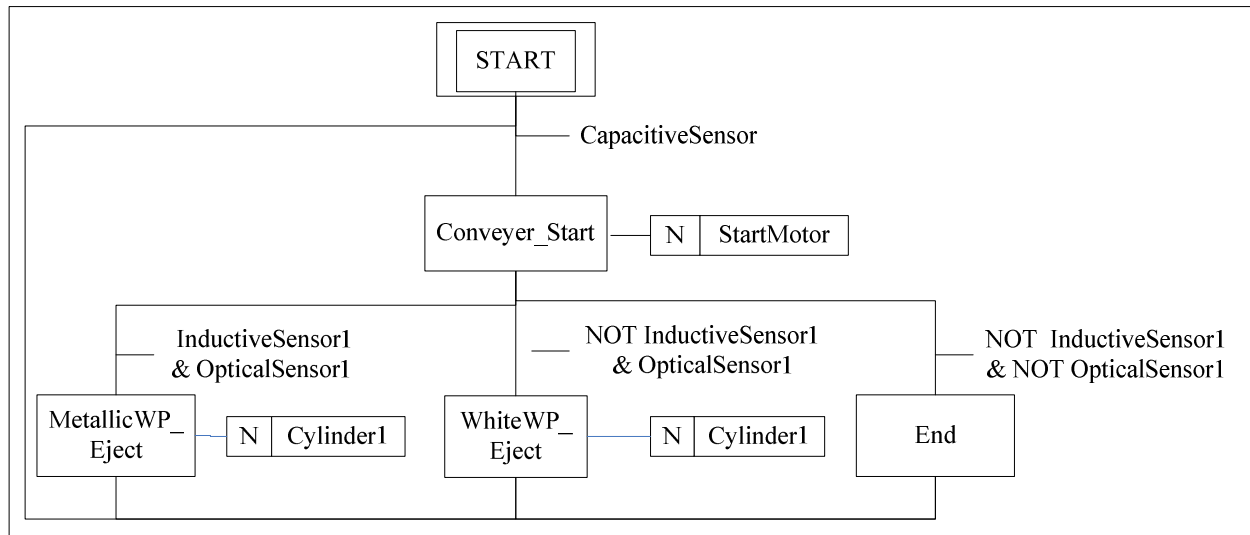 START
CapacitiveSensor
Conveyer_Start
N
StartMotor
InductiveSensor1
& OpticalSensor1
NOT InductiveSensor1
& OpticalSensor1
NOT InductiveSensor1
& NOT OpticalSensor1
MetallicWP_
Eject
N
Cylinder1
WhiteWP_
Eject
N
Cylinder1
End